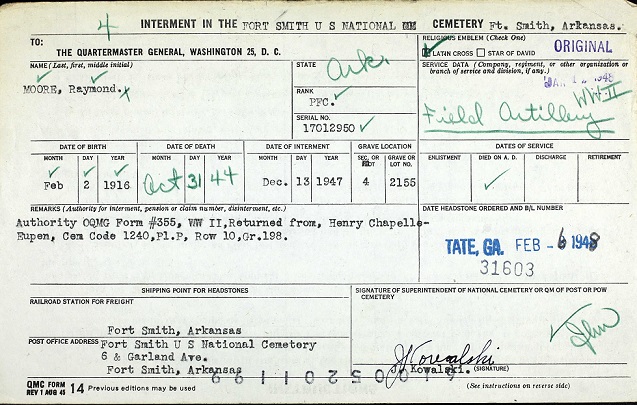 4 INTERMENT IN THE FORT SMITH U S NATIONAL CEMETERY Ft. Smith, Arkansas.
TO:
THE QUARTERMASTER GENERAL, WASHINGTON 25, D. C.
RELIGIOUS EMBLEM (Check One)
LATIN CROSS STAR OF DAVID ORIGINAL
NAME (Last, first, middle initial)
MOORE, Raymond.
STATE
Ark.
RANK
PFC.
SERIAL NO.
17012950
SERVICE DATA (Company, regiment, or other organization or branch of service and division, if any.)
1948
WW II
Field Artillery
DATE OF BIRTH DATE OF DEATH DATE OF INTERMENT GRAVE LOCATION DATES OF SERVICE
MONTH DAY YEAR MONTH DAY YEAR MONTH DAY YEAR SEC. OR PLOT GRAVE OR LOT NO. ENLISTMENT DIED ON A. D. DISCHARGE RETIREMENT
Feb 2 1916 Oct 31 44 Dec. 13 1947 4 2155
REMARKS (Authority for interment, pension or claim number, disinterment, etc.)
Authority OQMG Form #355, WW II,Returned from, Henry Chapelle-
Eupen, Cem Code 1240,Pl.P, Row 10,Gr.198.
DATE HEADSTONE ORDERED AND B/L NUMBER
TATE, GA. FEB - 6 1948
31603
SHIPPING POINT FOR HEADSTONES
RAILROAD STATION FOR FREIGHT
Fort Smith, Arkansas
POST OFFICE ADDRESS Fort Smith U S National Cemetery
6 & Garland Ave.
Fort Smith, Arkansas
SIGNATURE OF SUPERINTENDENT OF NATIONAL CEMETERY OR QM OF POST OR POW CEMETERY
J Kowalski
J. Kowalski. (SIGNATURE)
QMC FORM REV 1 AUG 45 14 Previous editions may be used
(See instructions on reverse side)